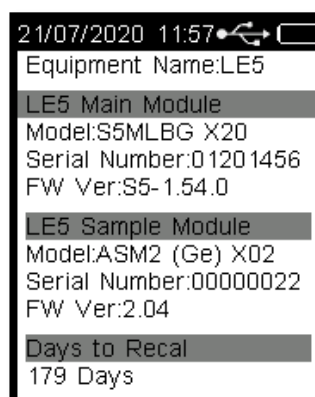 21/07/2020 11:57
Equipment Name:LE5
LE5 Main Module
Model:S5MLBG X20
Serial Number:01201456
FW Ver:S5-1.54.0
LE5 Sample Module
Model:ASM2 (Ge) X02
Serial Number:00000022
FW Ver:2.04
Days to Recal
179 Days